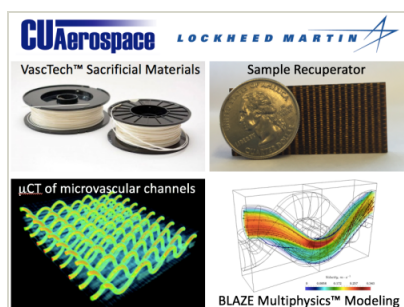 CUAerospace
LOCKHEED MARTIN
VascTech™ Sacrificial Materials
Sample Recuperator
µCT of microvascular channels
BLAZE Multiphysics™ Modeling